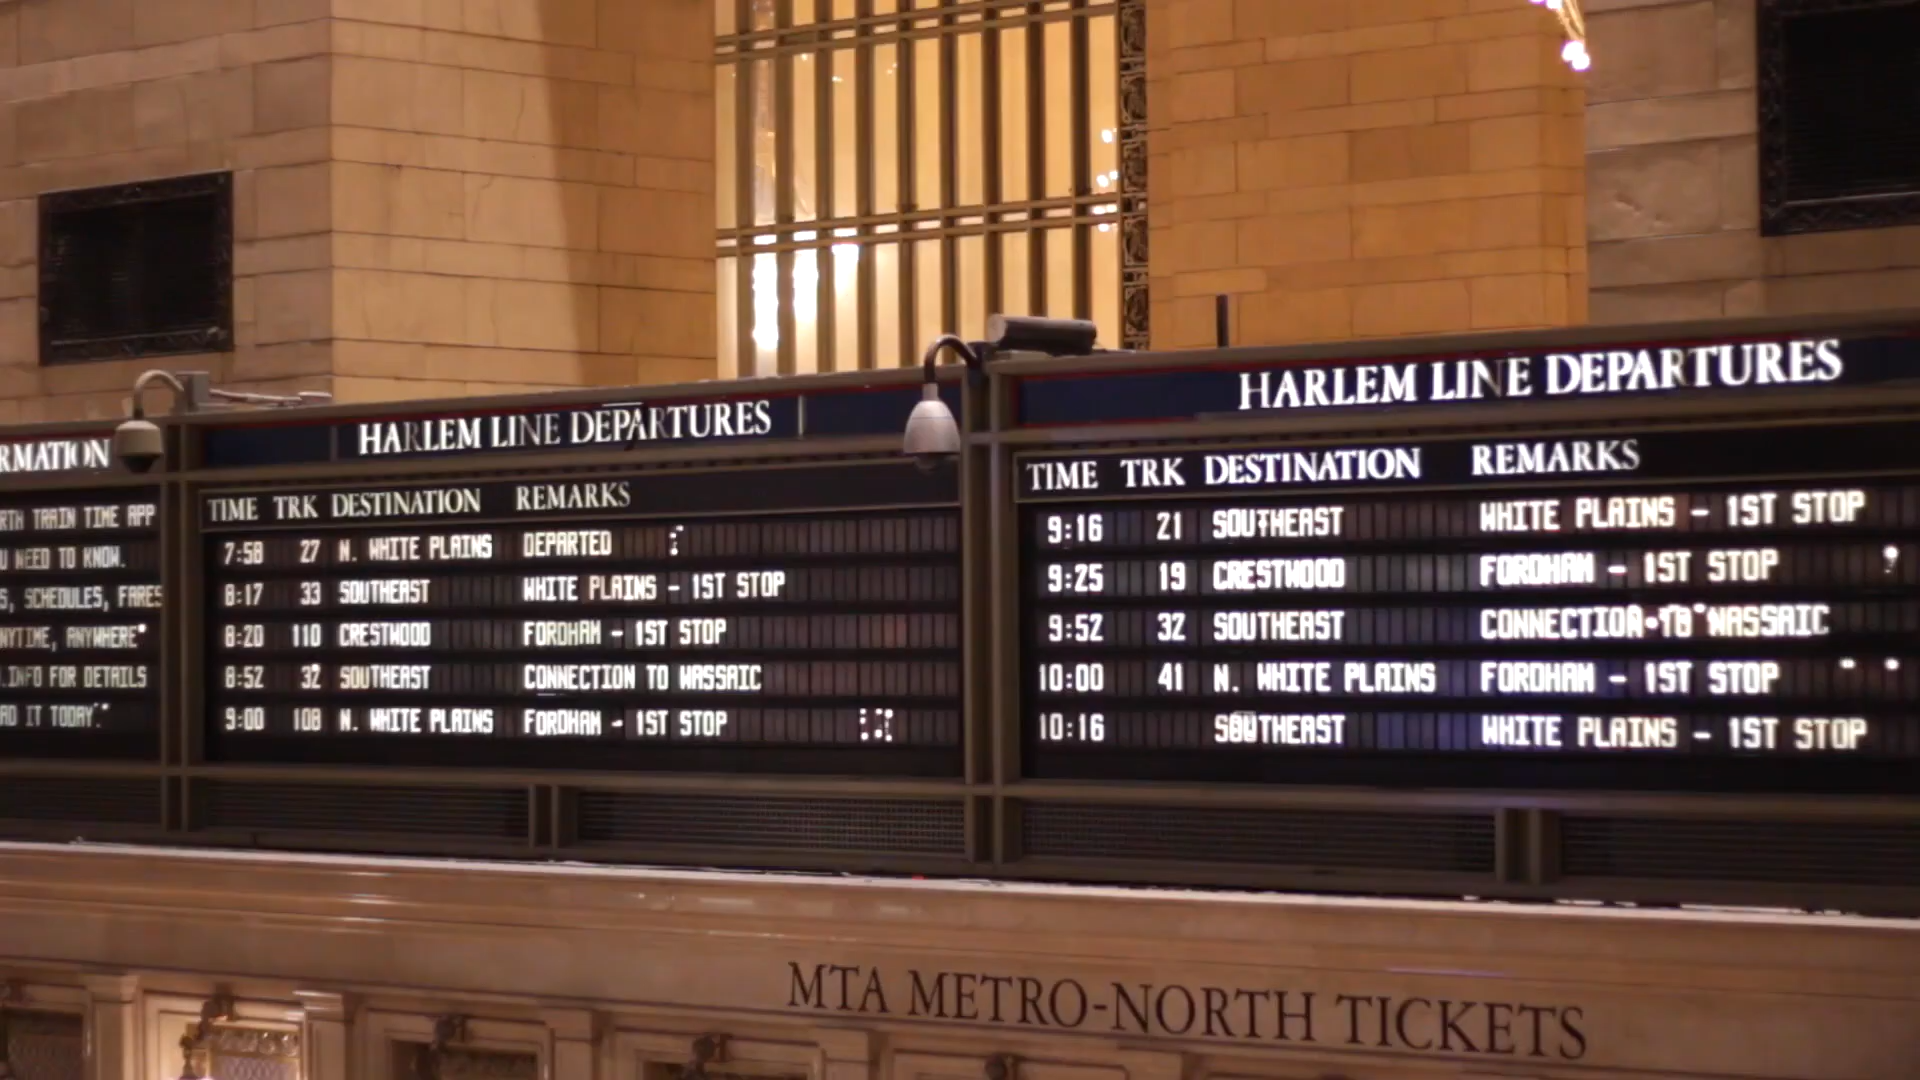 RMATION
RTH TRAIN TIME APP
U NEED TO KNOW.
S, SCHEDULES, FARES
NYTIME, ANYWHERE"
.INFO FOR DETAILS
AD IT TODAY."
HARLEM LINE DEPARTURES
TIME TRK DESTINATION REMARKS
7:58 27 N. WHITE PLAINS DEPARTED
8:17 33 SOUTHEAST WHITE PLAINS - 1ST STOP
8:20 110 CRESTWOOD FORDHAM - 1ST STOP
8:52 32 SOUTHEAST CONNECTION TO WASSAIC
9:00 108 N. WHITE PLAINS FORDHAM - 1ST STOP
HARLEM LINE DEPARTURES
TIME TRK DESTINATION REMARKS
9:16 21 SOUTHEAST WHITE PLAINS - 1ST STOP
9:25 19 CRESTWOOD FORDHAM - 1ST STOP
9:52 32 SOUTHEAST CONNECTION TO WASSAIC
10:00 41 N. WHITE PLAINS FORDHAM - 1ST STOP
10:16 SOUTHEAST WHITE PLAINS - 1ST STOP
MTA METRO-NORTH TICKETS